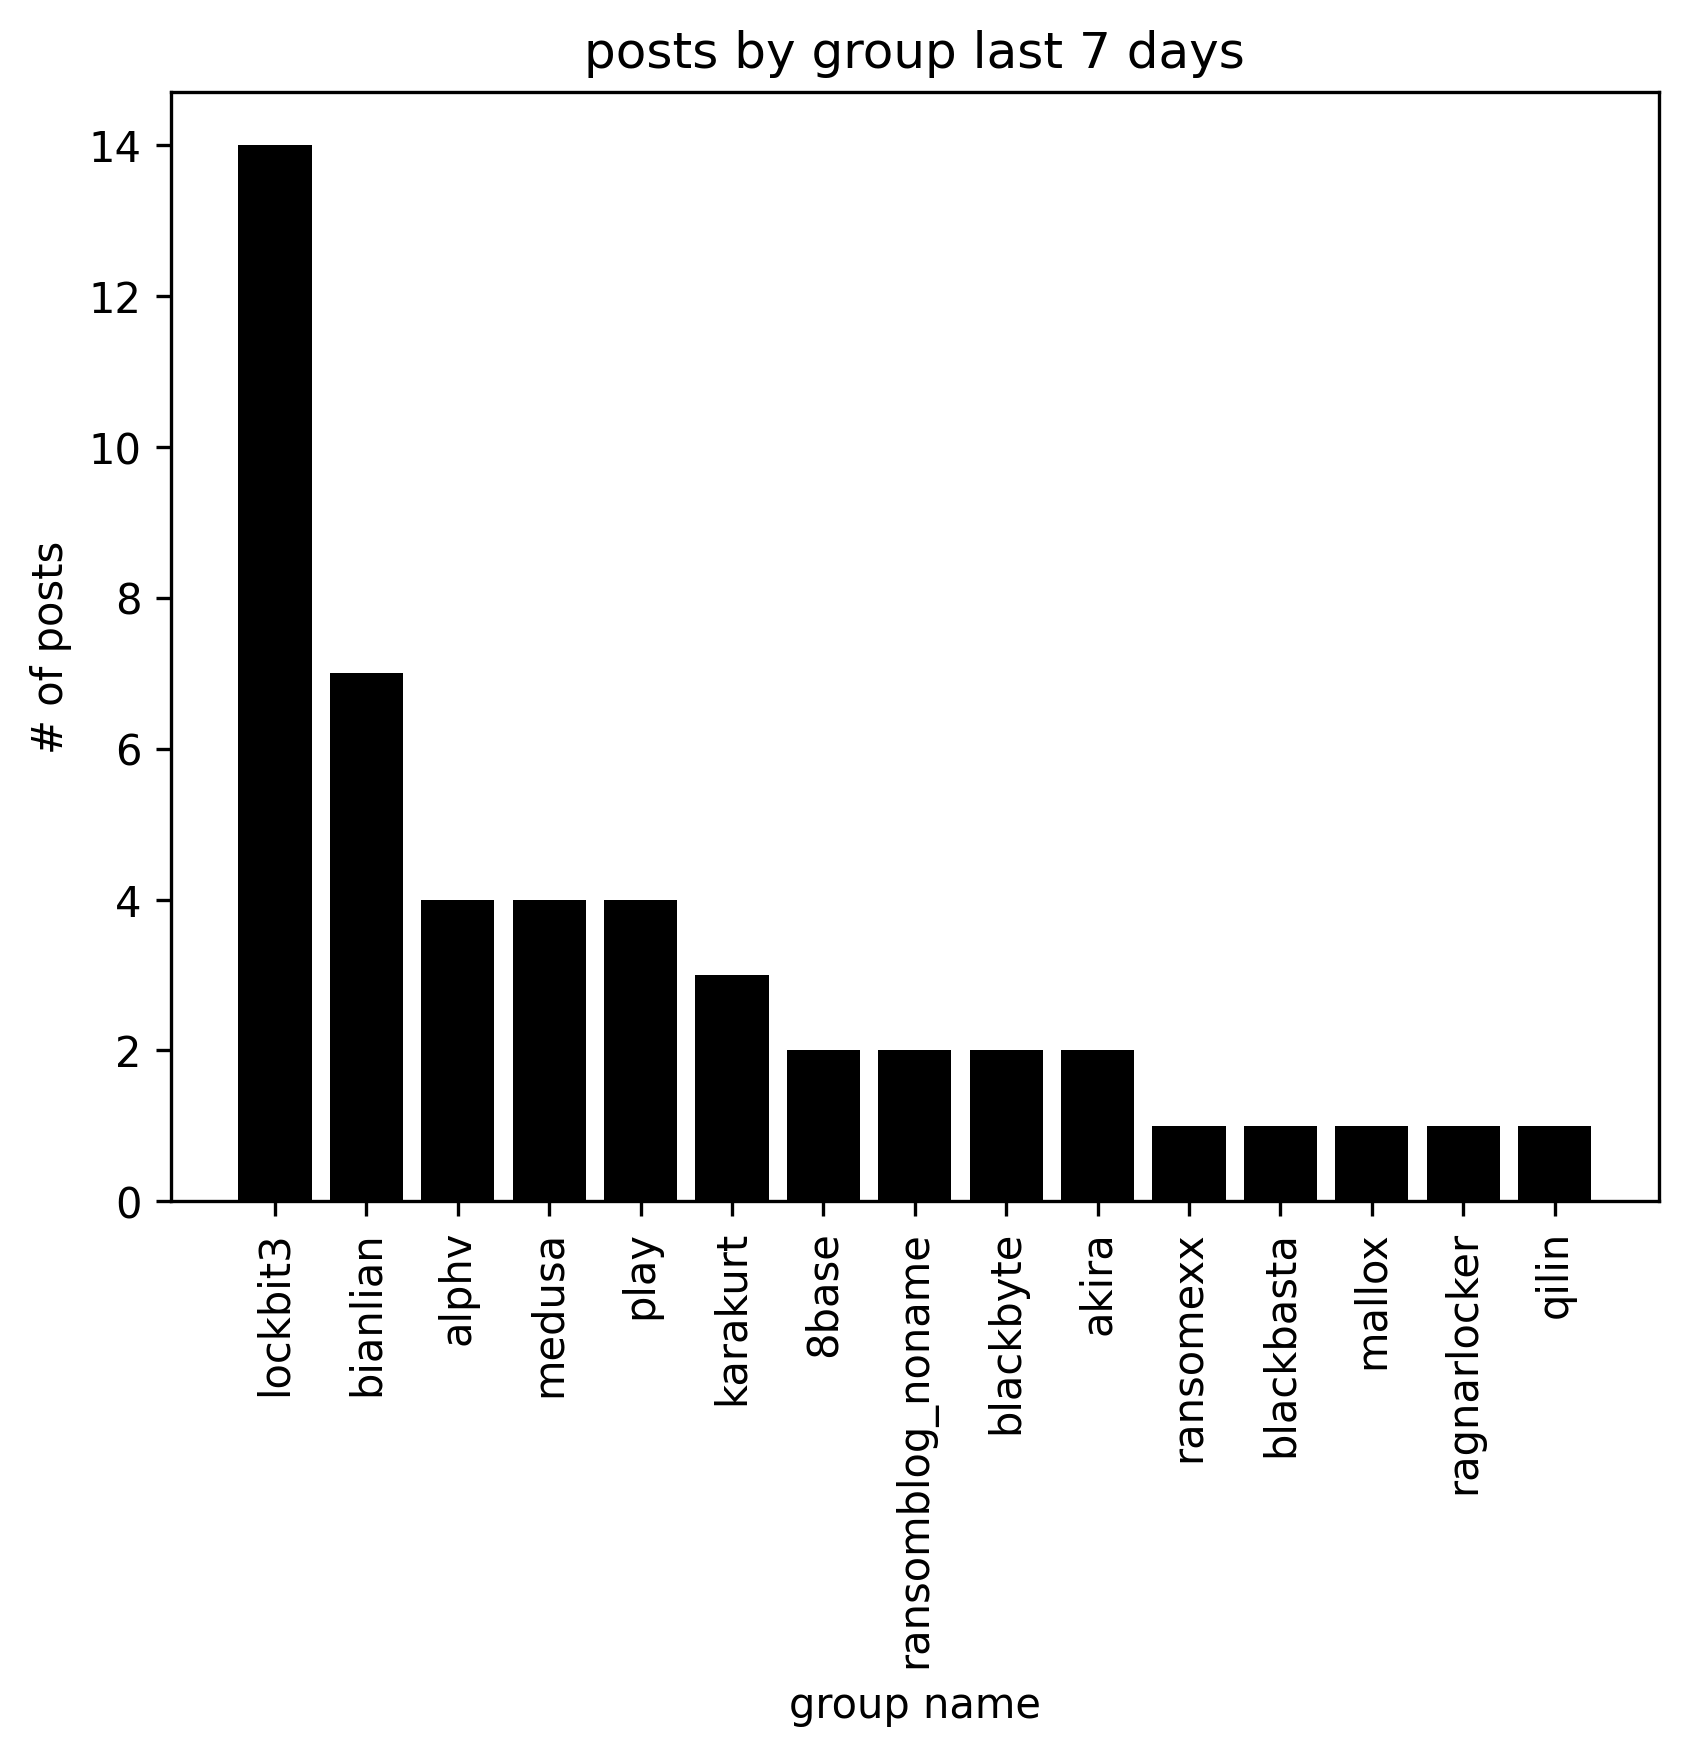 posts by group last 7 days
# of posts
14
12
10
8
6
4
2
0
lockbit3
bianlian
alphv
medusa
play
karakurt
8base
ransomblog_noname
blackbyte
akira
ransomexx
blackbasta
mallox
ragnarlocker
qilin
group name